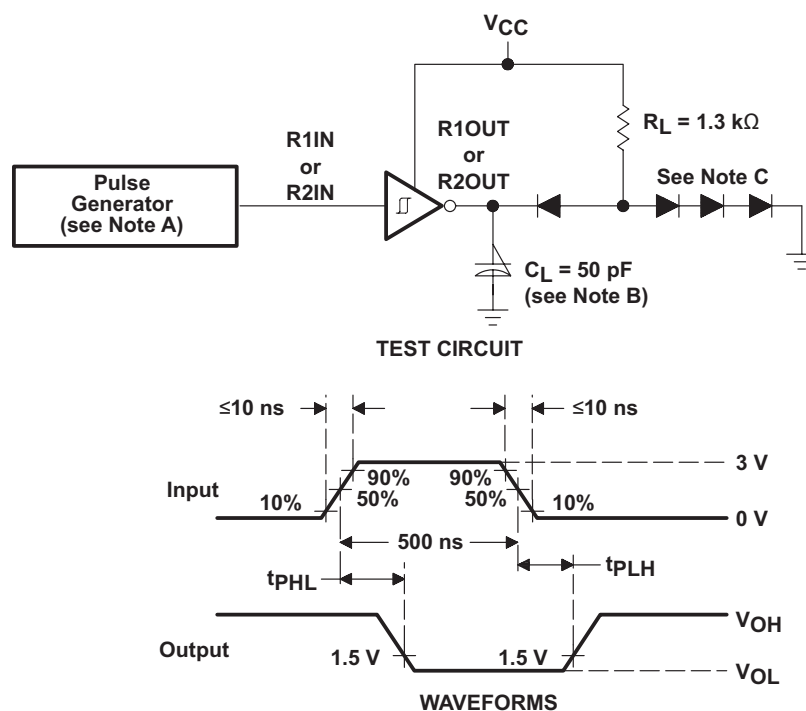 VCC
RL = 1.3 kΩ
R1IN
or
R2IN
R1OUT
or
R2OUT
See Note C
Pulse
Generator
(see Note A)
CL = 50 pF
(see Note B)
TEST CIRCUIT
≤10 ns
≤10 ns
Input
10%
90%
50%
90%
50%
10%
3 V
0 V
500 ns
tPHL
tPLH
Output
1.5 V
1.5 V
VOH
VOL
WAVEFORMS